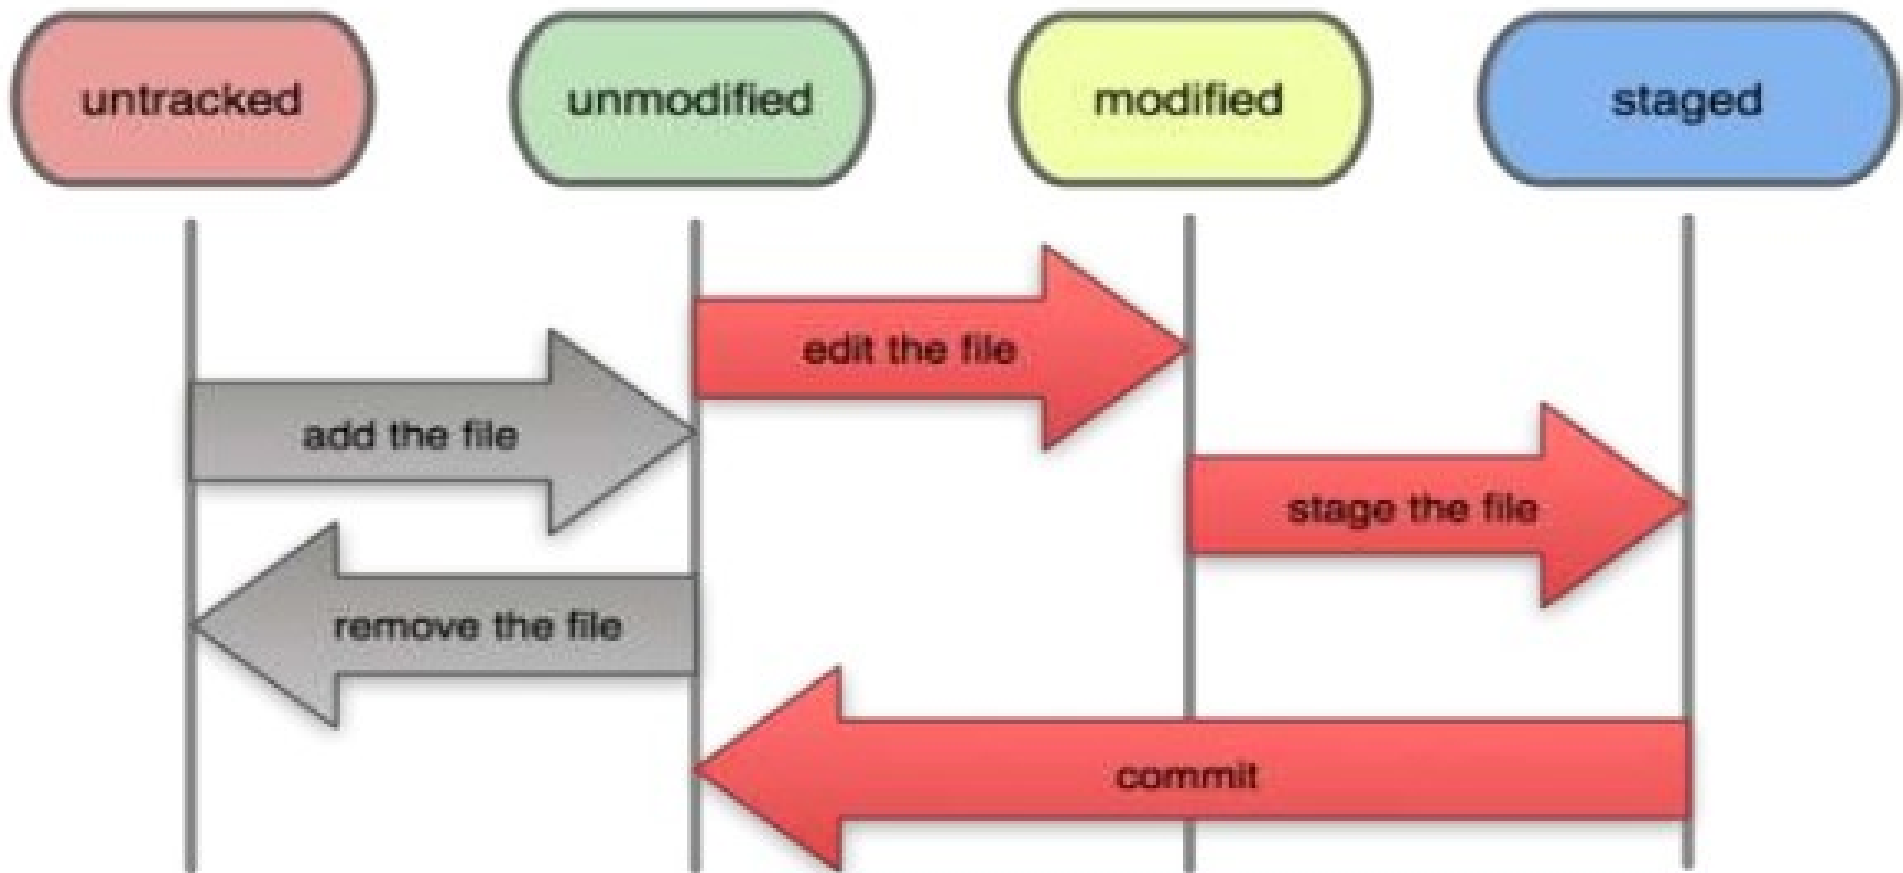 untracked
unmodified
modified
staged
edit the file
add the file
stage the file
remove the file
commit